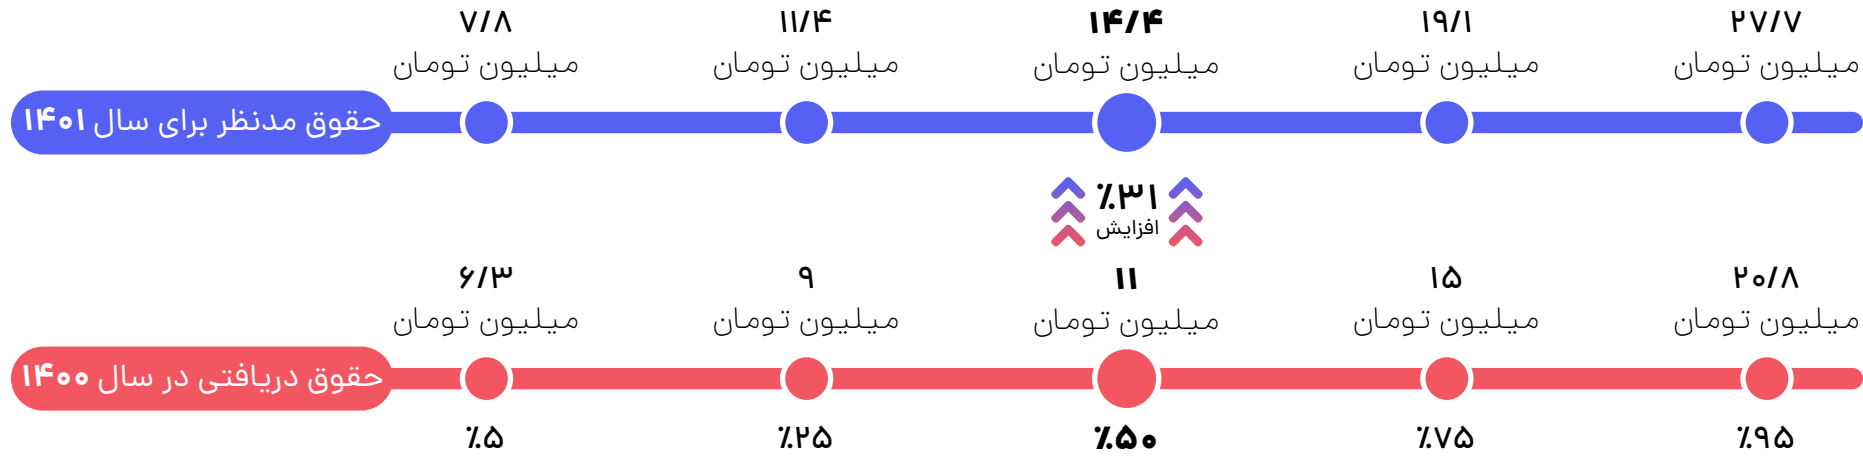 ۷/۸ ۱۱/۴ ۱۴/۴ ۱۹/۱ ۲۷/۷
میلیون تومان میلیون تومان میلیون تومان میلیون تومان میلیون تومان
حقوق مدنظر برای سال ۱۴۰۱
٪۳۱
افزایش
۶/۳ ۹ ۱۱ ۱۵ ۲۰/۸
میلیون تومان میلیون تومان میلیون تومان میلیون تومان میلیون تومان
حقوق دریافتی در سال ۱۴۰۰
٪۵ ٪۲۵ ٪۵۰ ٪۷۵ ٪۹۵